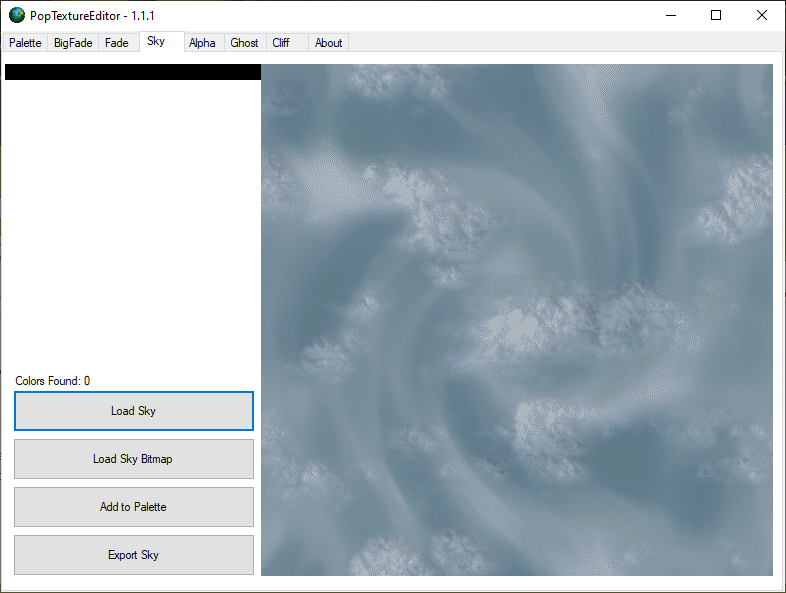 PopTextureEditor - 1.1.1
Palette BigFade Fade Sky Alpha Ghost Cliff About
Colors Found: 0
Load Sky
Load Sky Bitmap
Add to Palette
Export Sky